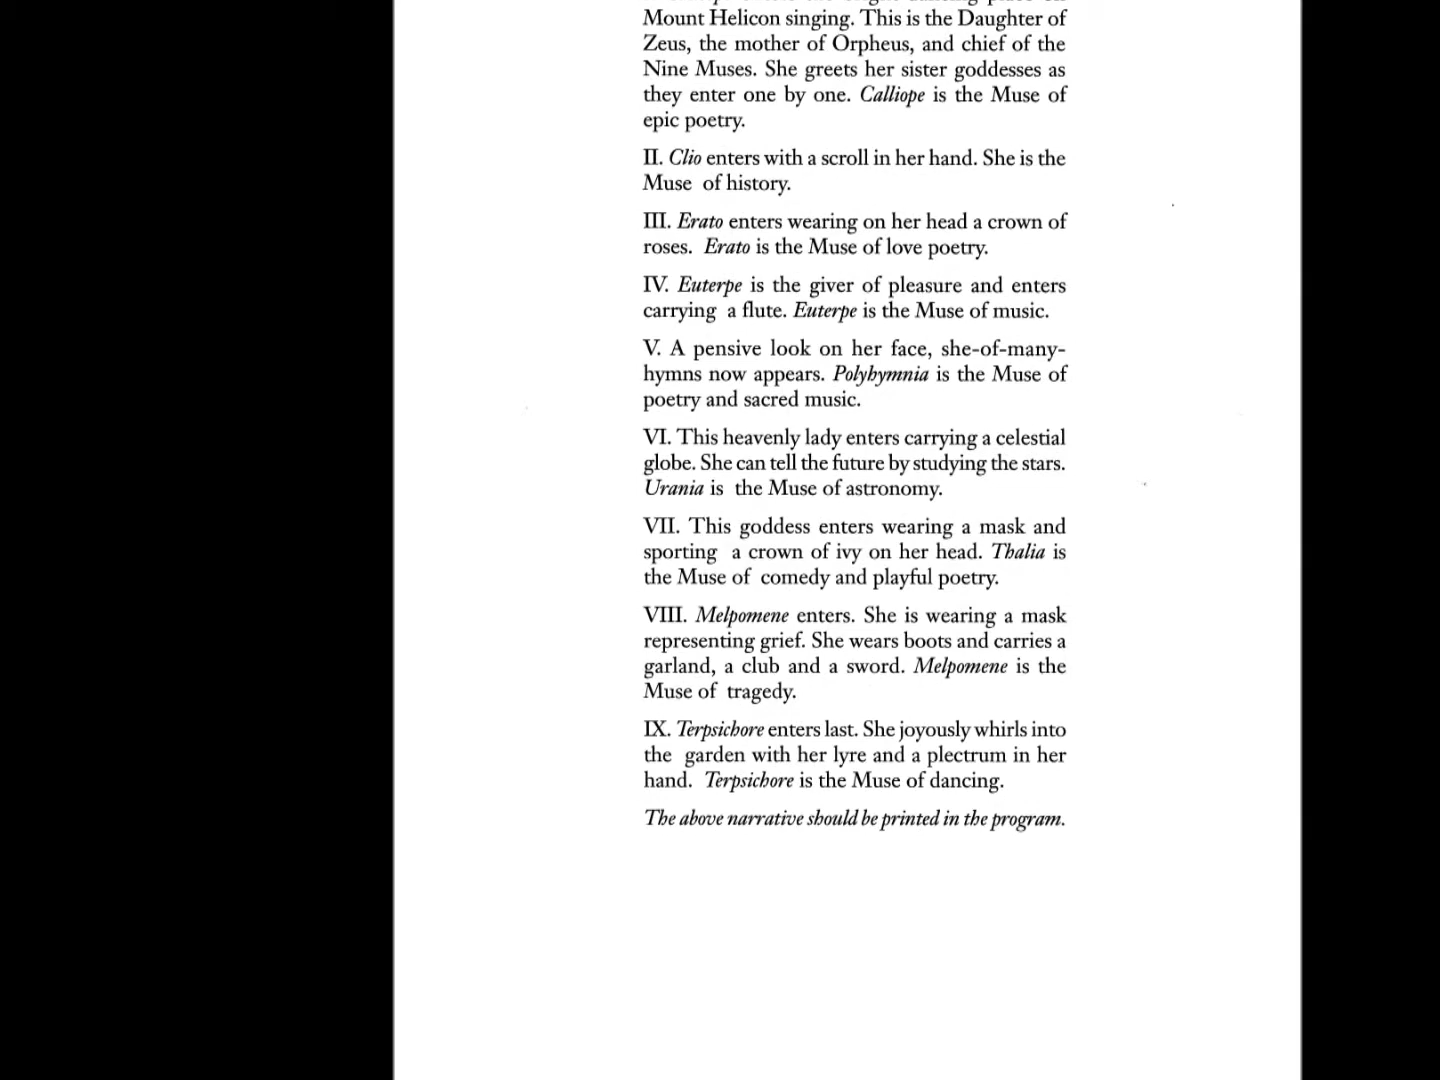 Mount Helicon singing. This is the Daughter of
Zeus, the mother of Orpheus, and chief of the
Nine Muses. She greets her sister goddesses as
they enter one by one. Calliope is the Muse of
epic poetry.
II. Clio enters with a scroll in her hand. She is the
Muse of history.
III. Erato enters wearing on her head a crown of
roses. Erato is the Muse of love poetry.
IV. Euterpe is the giver of pleasure and enters
carrying a flute. Euterpe is the Muse of music.
V. A pensive look on her face, she-of-many-
hymns now appears. Polyhymnia is the Muse of
poetry and sacred music.
VI. This heavenly lady enters carrying a celestial
globe. She can tell the future by studying the stars.
Urania is the Muse of astronomy.
VII. This goddess enters wearing a mask and
sporting a crown of ivy on her head. Thalia is
the Muse of comedy and playful poetry.
VIII. Melpomene enters. She is wearing a mask
representing grief. She wears boots and carries a
garland, a club and a sword. Melpomene is the
Muse of tragedy.
IX. Terpsichore enters last. She joyously whirls into
the garden with her lyre and a plectrum in her
hand. Terpsichore is the Muse of dancing.
The above narrative should be printed in the program.